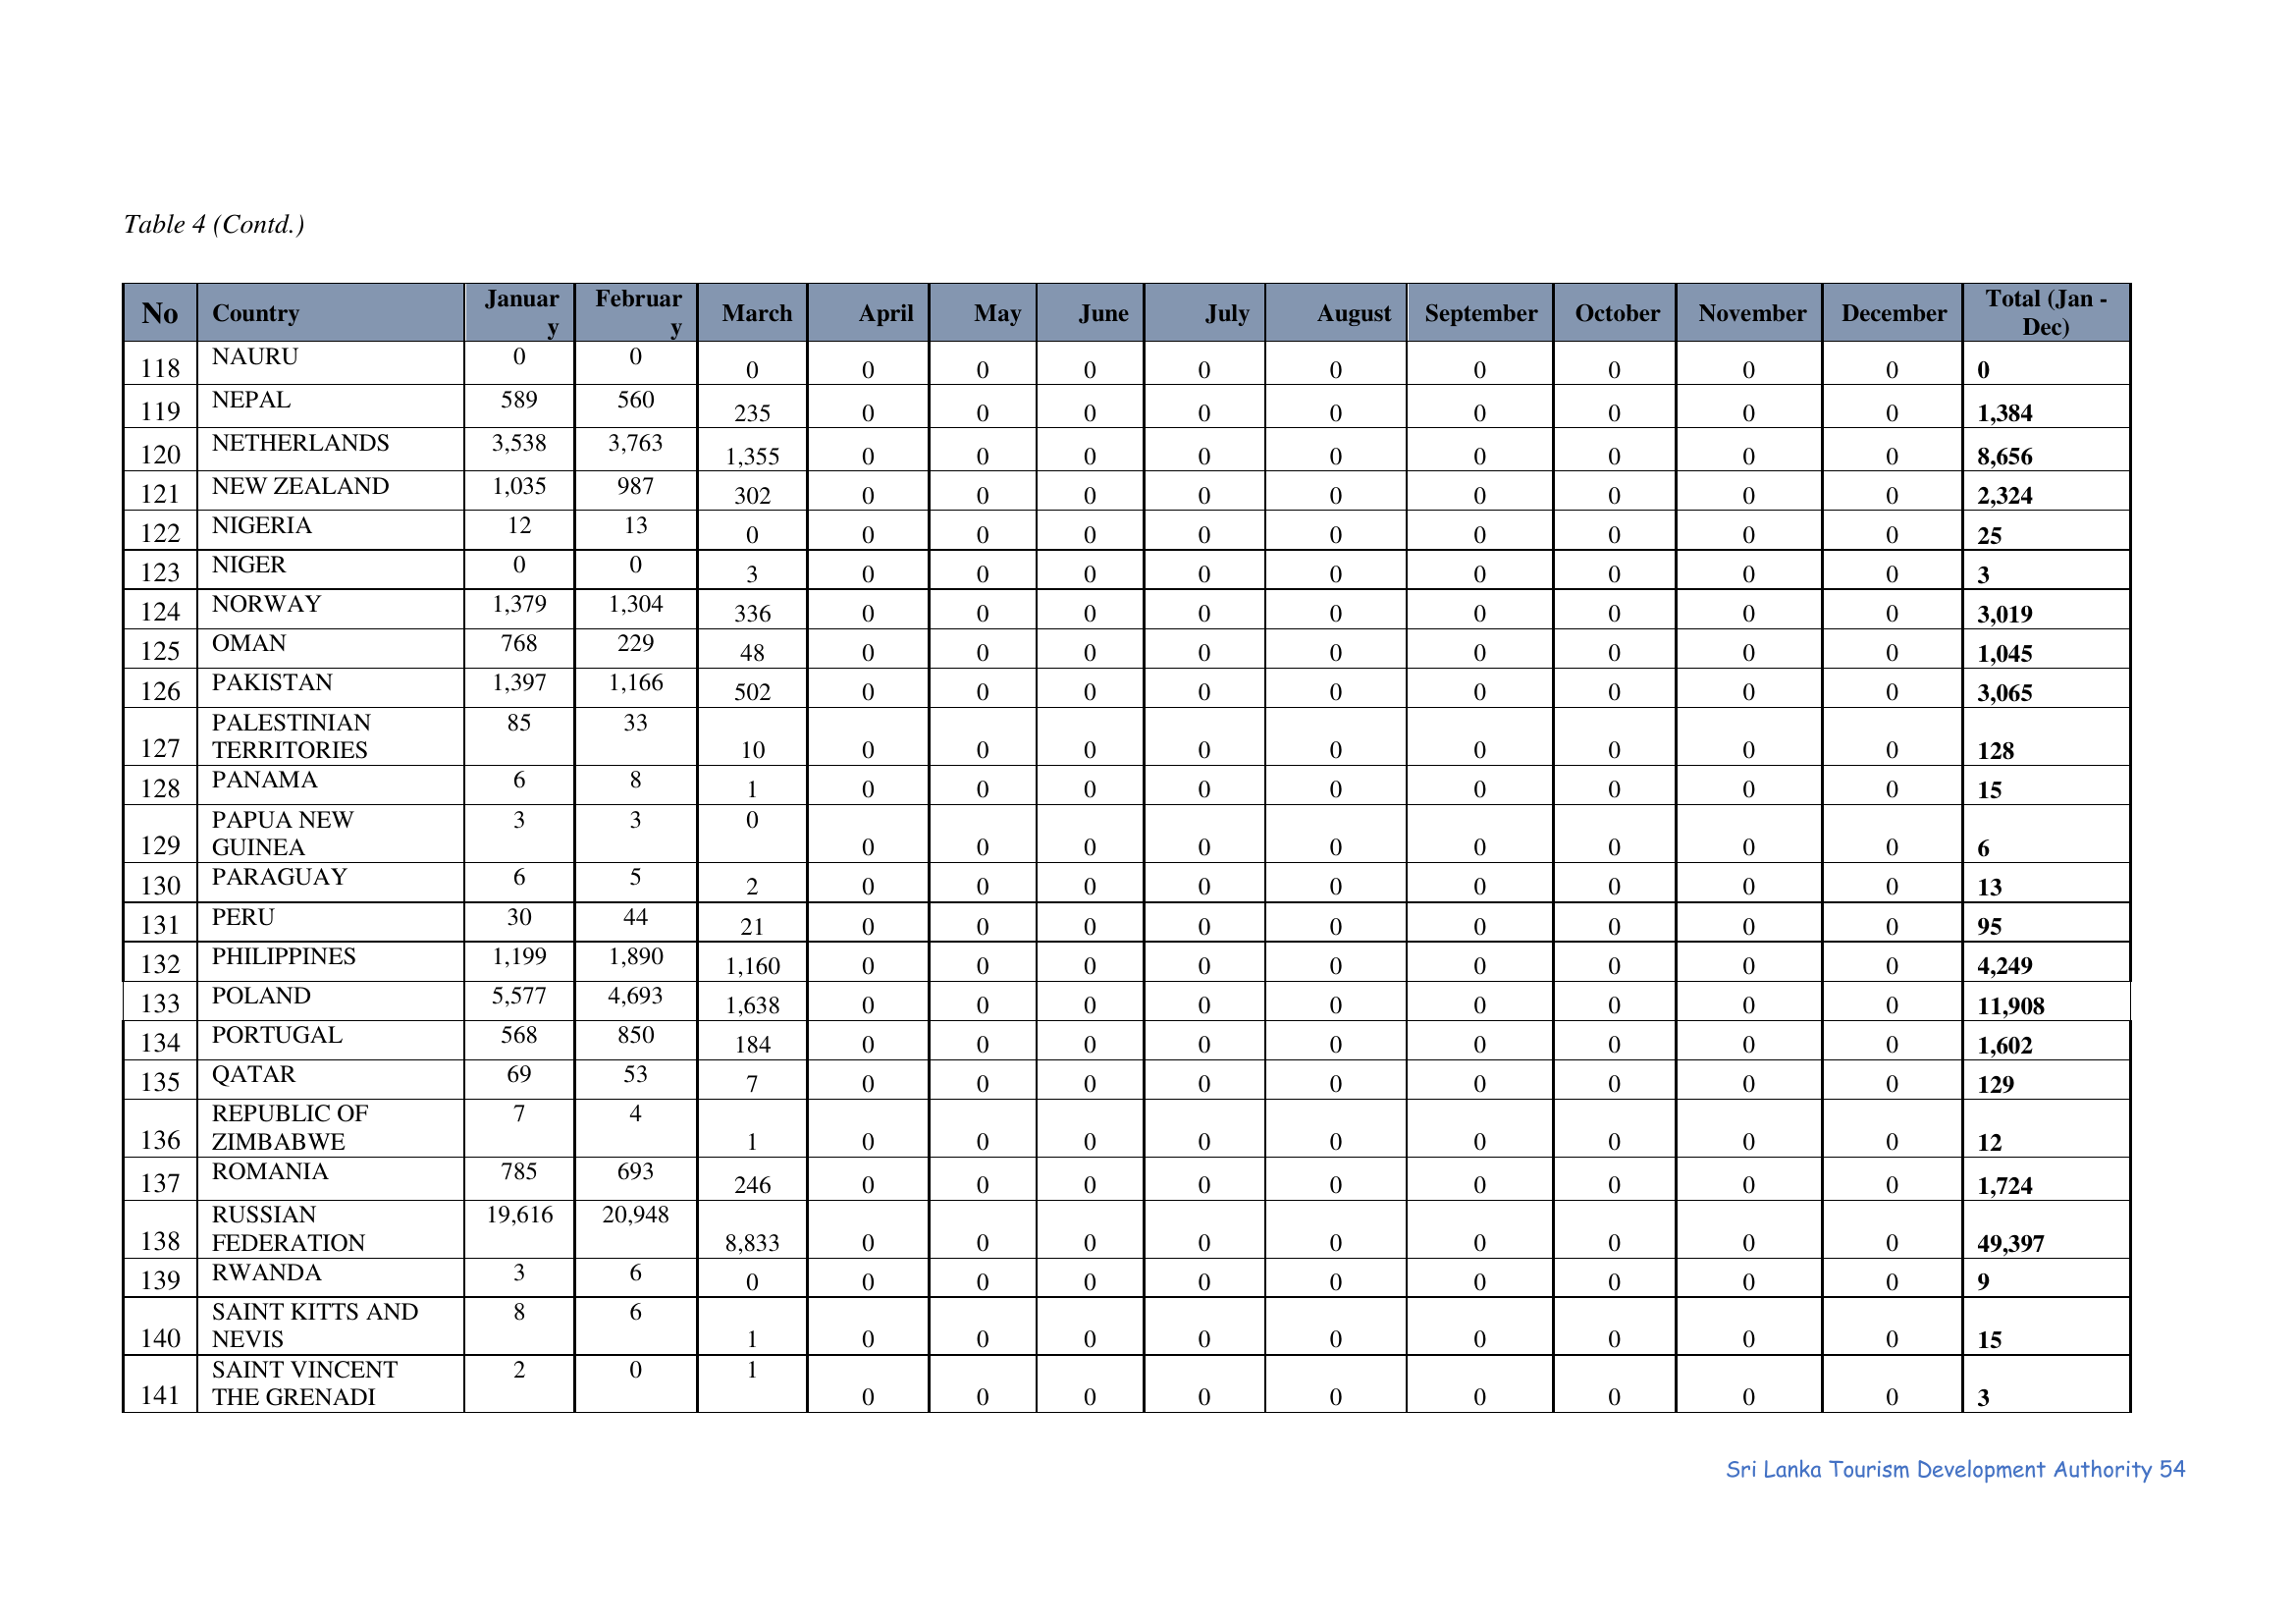 Table 4 (Contd.)
No Country January February March April May June July August September October November December Total (Jan - Dec)
118 NAURU 0 0 0 0 0 0 0 0 0 0 0 0 0
119 NEPAL 589 560 235 0 0 0 0 0 0 0 0 0 1,384
120 NETHERLANDS 3,538 3,763 1,355 0 0 0 0 0 0 0 0 0 8,656
121 NEW ZEALAND 1,035 987 302 0 0 0 0 0 0 0 0 0 2,324
122 NIGERIA 12 13 0 0 0 0 0 0 0 0 0 0 25
123 NIGER 0 0 3 0 0 0 0 0 0 0 0 0 3
124 NORWAY 1,379 1,304 336 0 0 0 0 0 0 0 0 0 3,019
125 OMAN 768 229 48 0 0 0 0 0 0 0 0 0 1,045
126 PAKISTAN 1,397 1,166 502 0 0 0 0 0 0 0 0 0 3,065
127 PALESTINIAN TERRITORIES 85 33 10 0 0 0 0 0 0 0 0 0 128
128 PANAMA 6 8 1 0 0 0 0 0 0 0 0 0 15
129 PAPUA NEW GUINEA 3 3 0 0 0 0 0 0 0 0 0 0 6
130 PARAGUAY 6 5 2 0 0 0 0 0 0 0 0 0 13
131 PERU 30 44 21 0 0 0 0 0 0 0 0 0 95
132 PHILIPPINES 1,199 1,890 1,160 0 0 0 0 0 0 0 0 0 4,249
133 POLAND 5,577 4,693 1,638 0 0 0 0 0 0 0 0 0 11,908
134 PORTUGAL 568 850 184 0 0 0 0 0 0 0 0 0 1,602
135 QATAR 69 53 7 0 0 0 0 0 0 0 0 0 129
136 REPUBLIC OF ZIMBABWE 7 4 1 0 0 0 0 0 0 0 0 0 12
137 ROMANIA 785 693 246 0 0 0 0 0 0 0 0 0 1,724
138 RUSSIAN FEDERATION 19,616 20,948 8,833 0 0 0 0 0 0 0 0 0 49,397
139 RWANDA 3 6 0 0 0 0 0 0 0 0 0 0 9
140 SAINT KITTS AND NEVIS 8 6 1 0 0 0 0 0 0 0 0 0 15
141 SAINT VINCENT THE GRENADI 2 0 1 0 0 0 0 0 0 0 0 0 3
Sri Lanka Tourism Development Authority 54